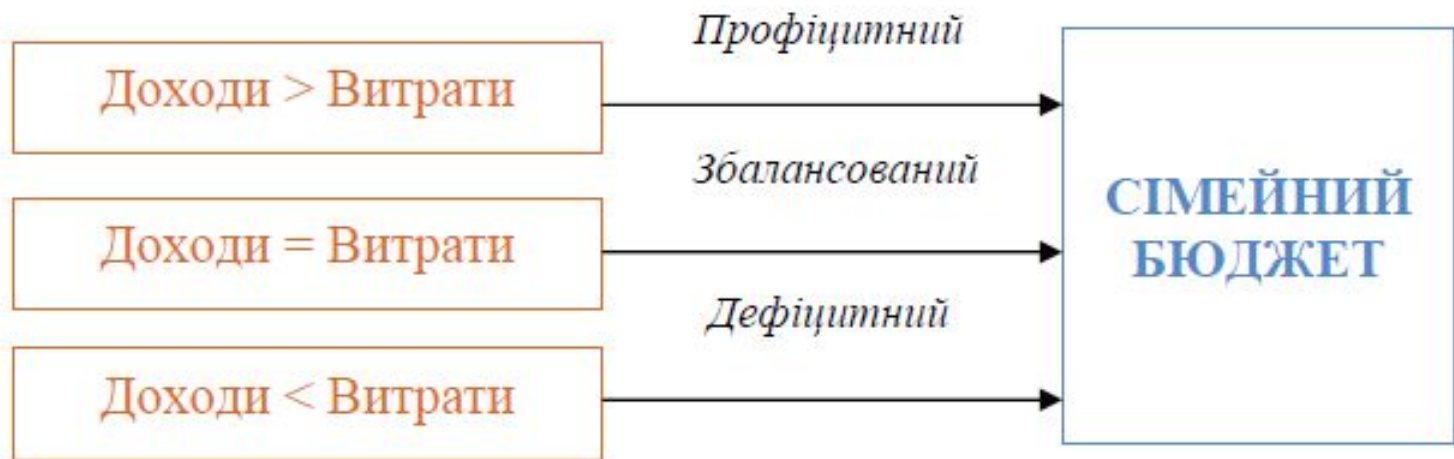 Профіцитний
Доходи > Витрати
Збалансований
Доходи = Витрати
Дефіцитний
Доходи < Витрати
СІМЕЙНИЙ
БЮДЖЕТ